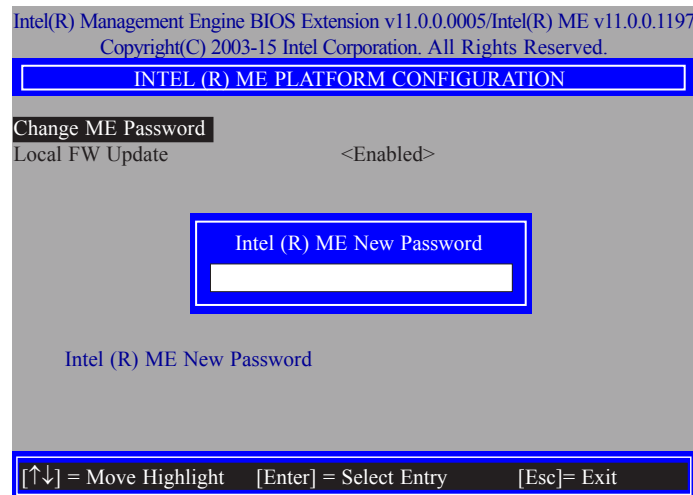 Intel(R) Management Engine BIOS Extension v11.0.0.0005/Intel(R) ME v11.0.0.1197
Copyright(C) 2003-15 Intel Corporation. All Rights Reserved.
INTEL (R) ME PLATFORM CONFIGURATION
Change ME Password
Local FW Update <Enabled>
Intel (R) ME New Password
Intel (R) ME New Password
[↑↓] = Move Highlight [Enter] = Select Entry [Esc]= Exit